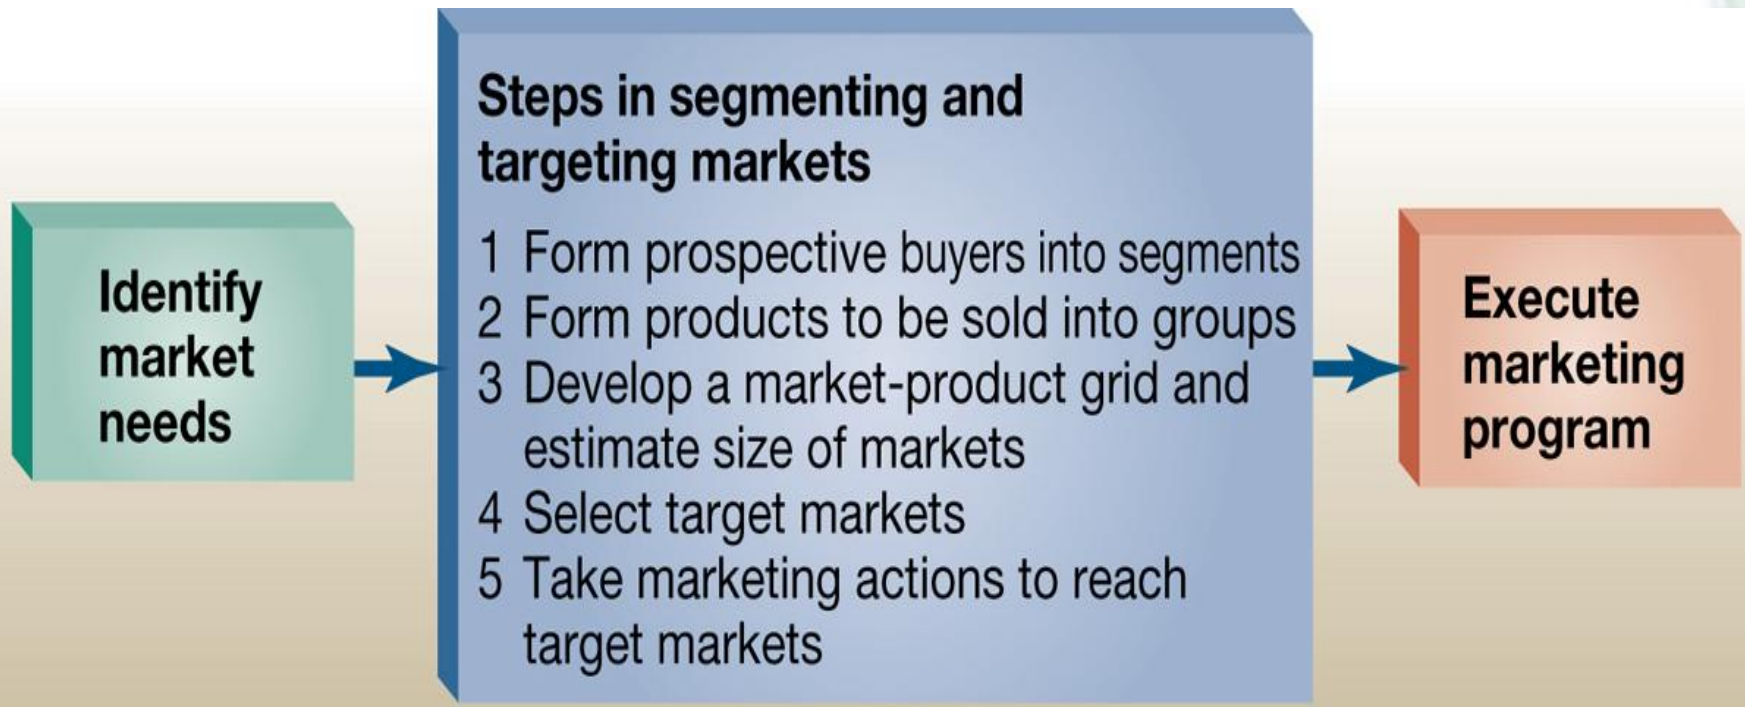 Identify
market
needs
Steps in segmenting and
targeting markets
1 Form prospective buyers into segments
2 Form products to be sold into groups
3 Develop a market-product grid and
estimate size of markets
4 Select target markets
5 Take marketing actions to reach
target markets
Execute
marketing
program